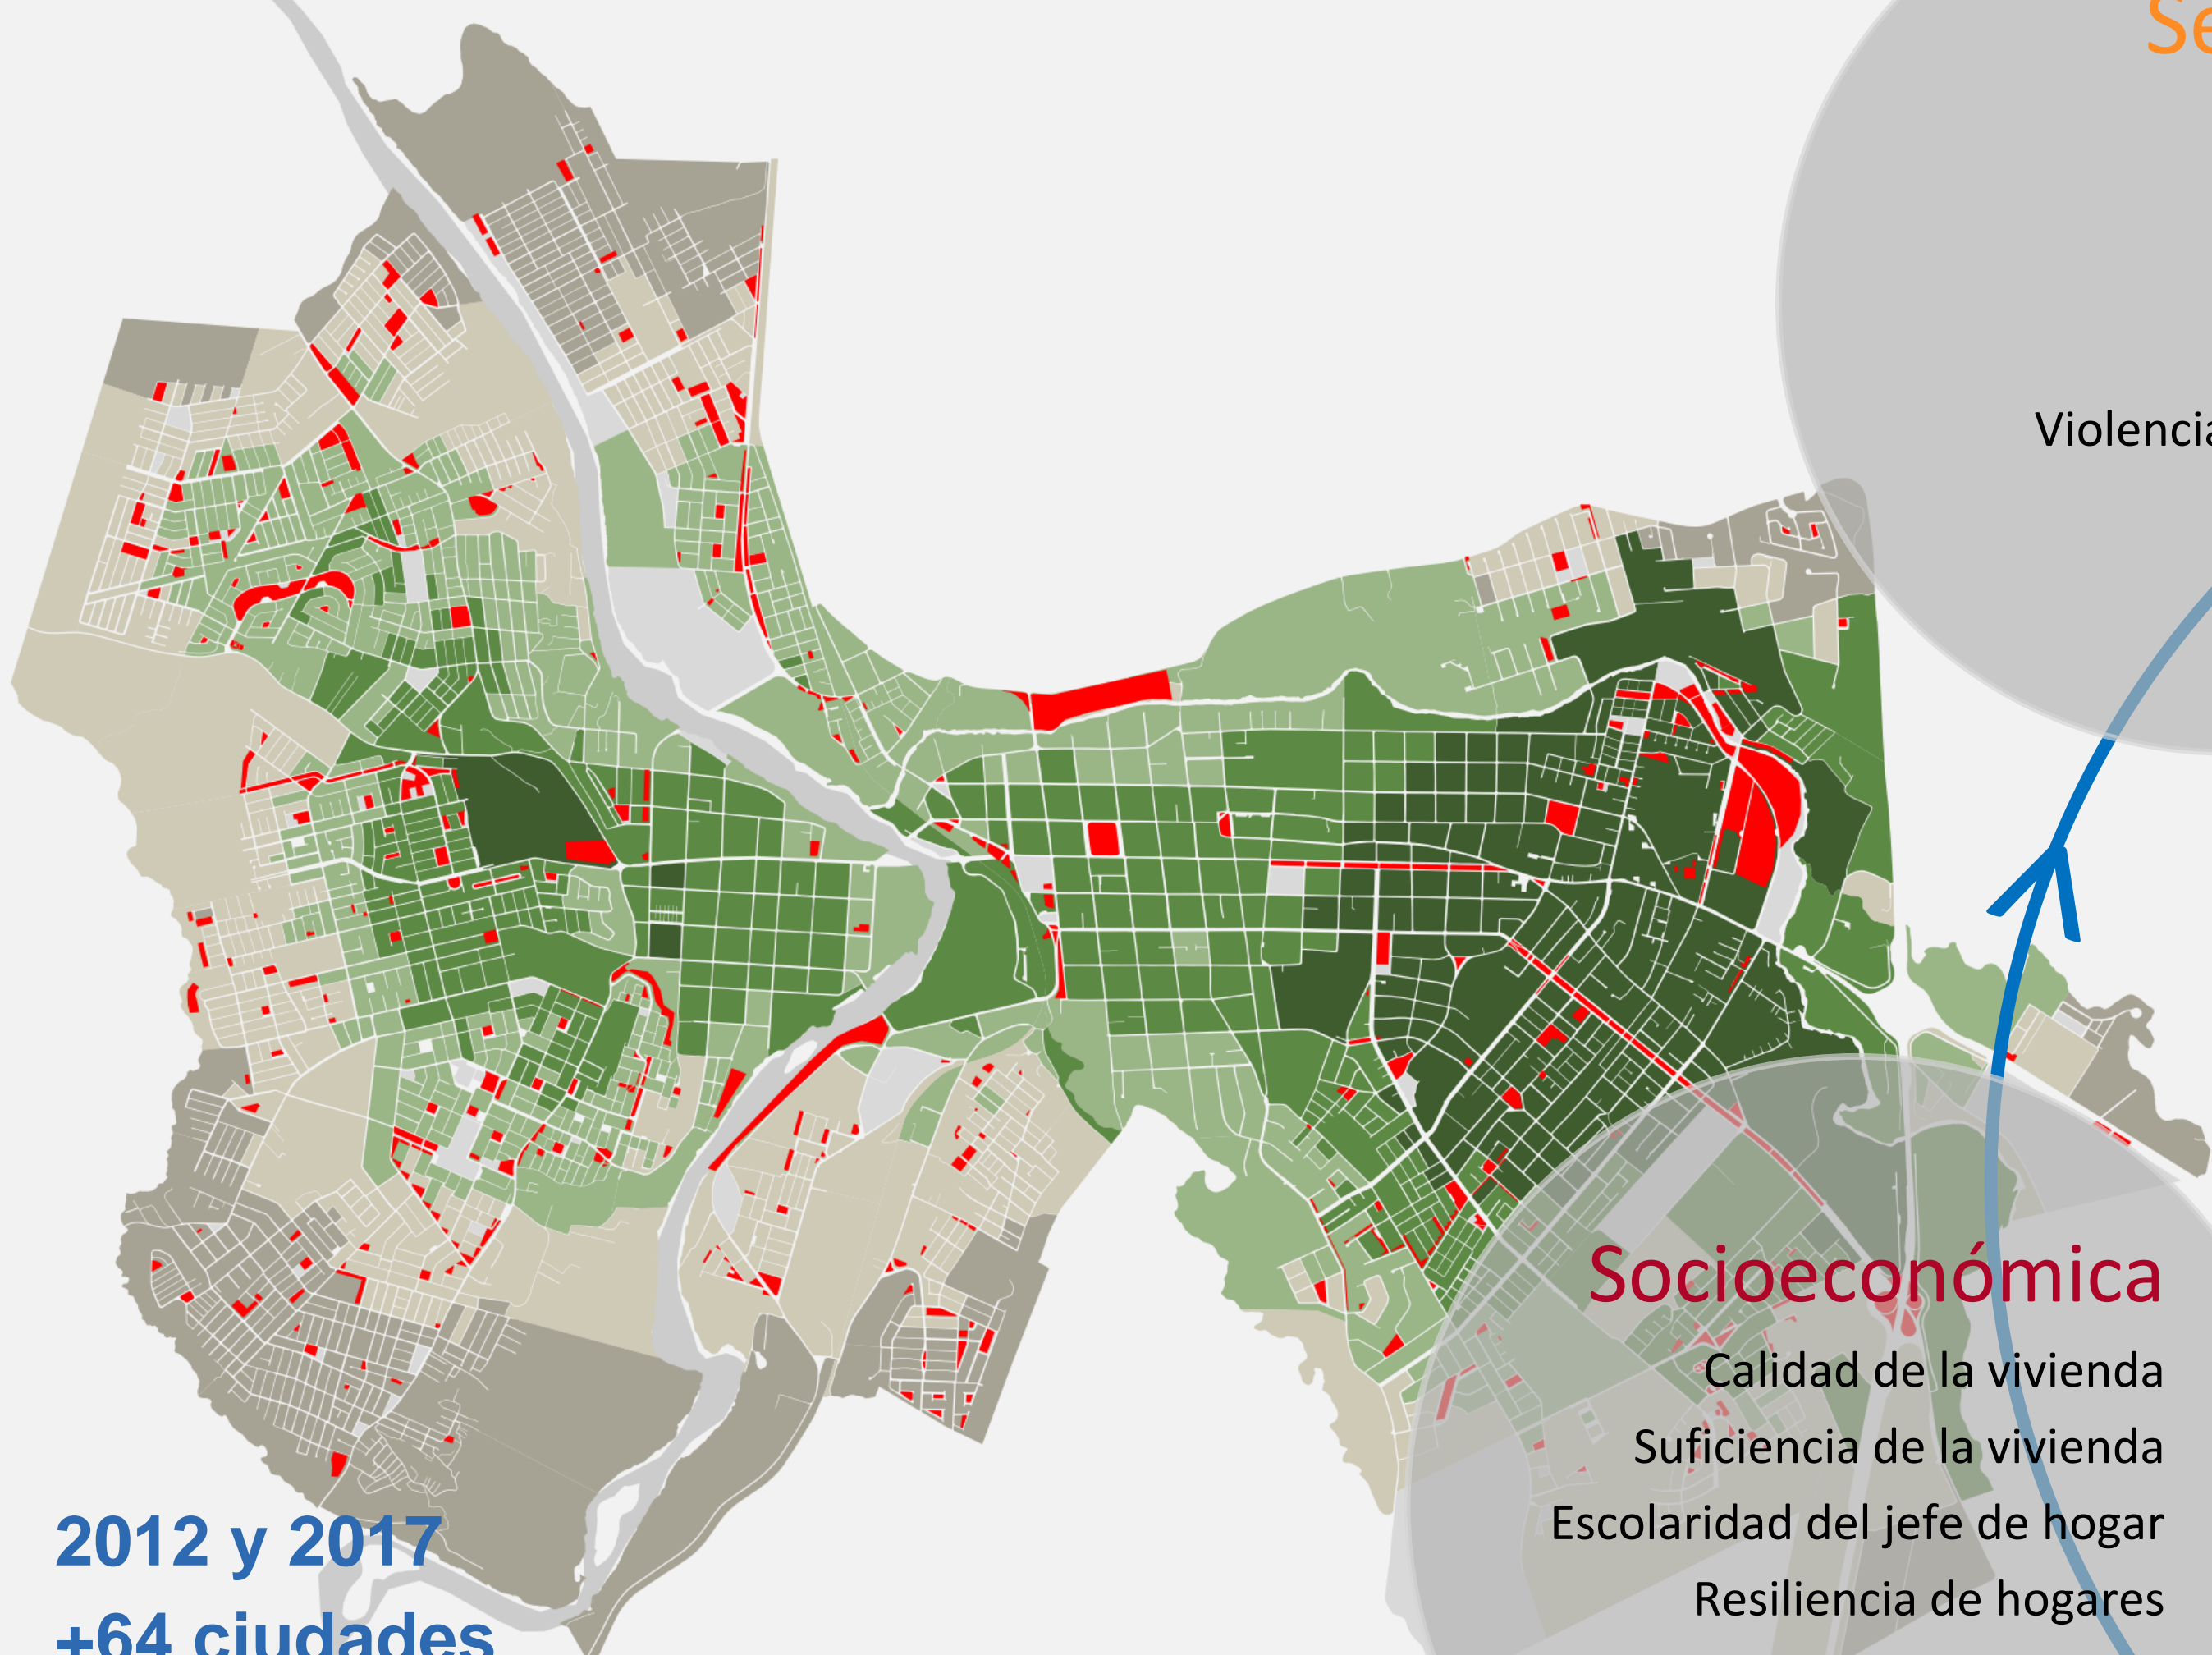 Se
Violencia
Socioeconómica
Calidad de la vivienda
Suficiencia de la vivienda
Escolaridad del jefe de hogar
Resiliencia de hogares
2012 y 2017
+64 ciudades